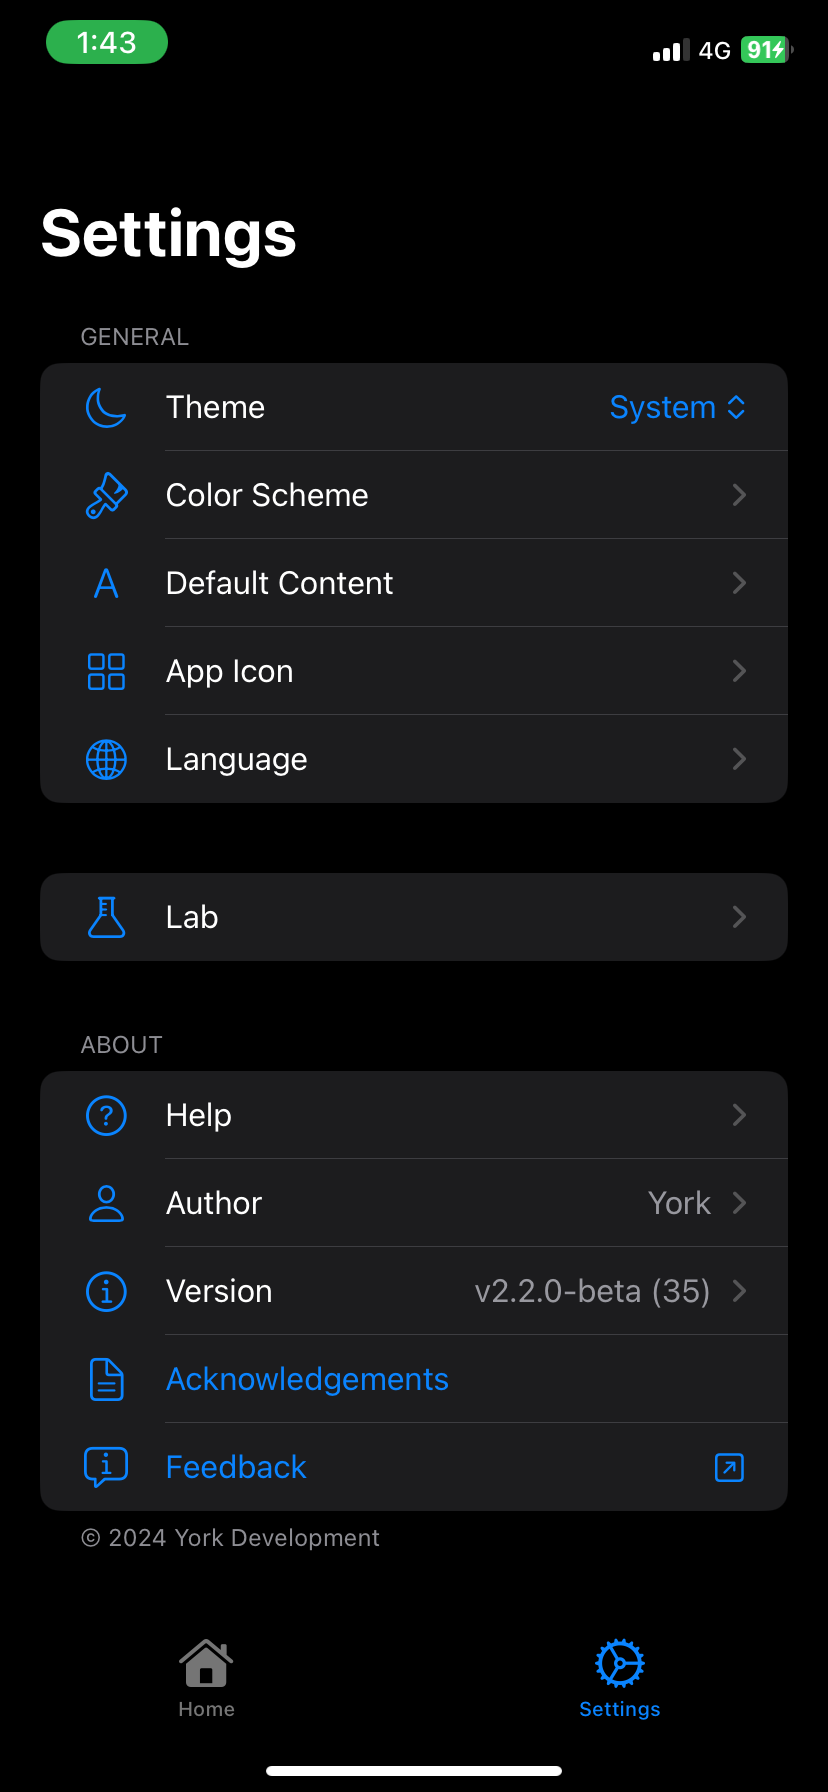 1:43
4G
91
Settings
GENERAL
Theme
System
Color Scheme
Default Content
App Icon
Language
Lab
ABOUT
Help
Author
York
Version
v2.2.0-beta (35)
Acknowledgements
Feedback
© 2024 York Development
Home
Settings